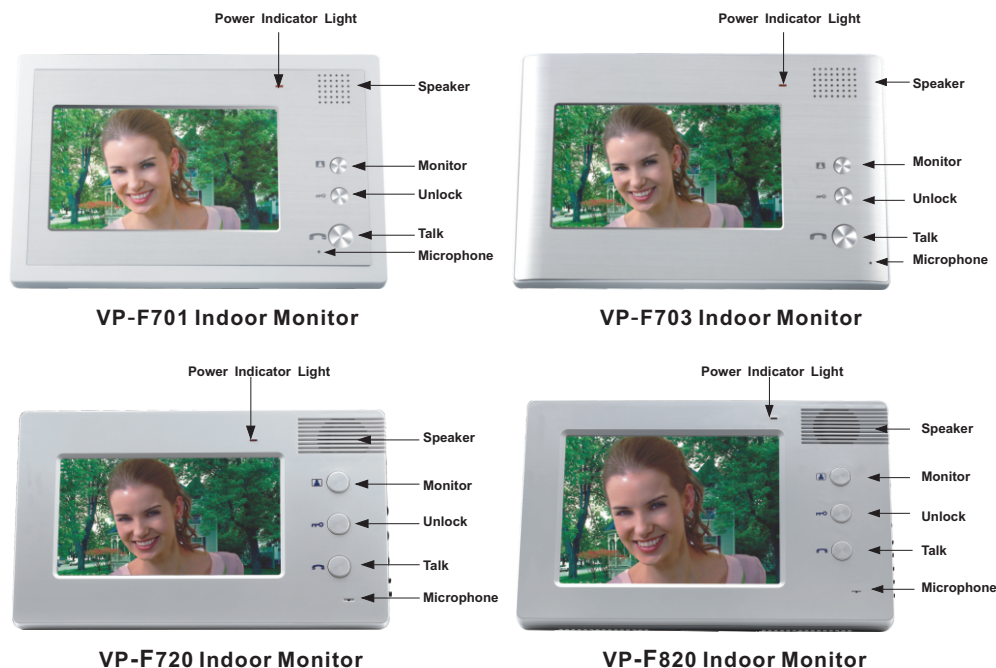 Power Indicator Light
Speaker
Monitor
Unlock
Talk
Microphone
VP-F701 Indoor Monitor
Power Indicator Light
Speaker
Monitor
Unlock
Talk
Microphone
VP-F703 Indoor Monitor
Power Indicator Light
Speaker
Monitor
Unlock
Talk
Microphone
VP-F720 Indoor Monitor
Power Indicator Light
Speaker
Monitor
Unlock
Talk
Microphone
VP-F820 Indoor Monitor